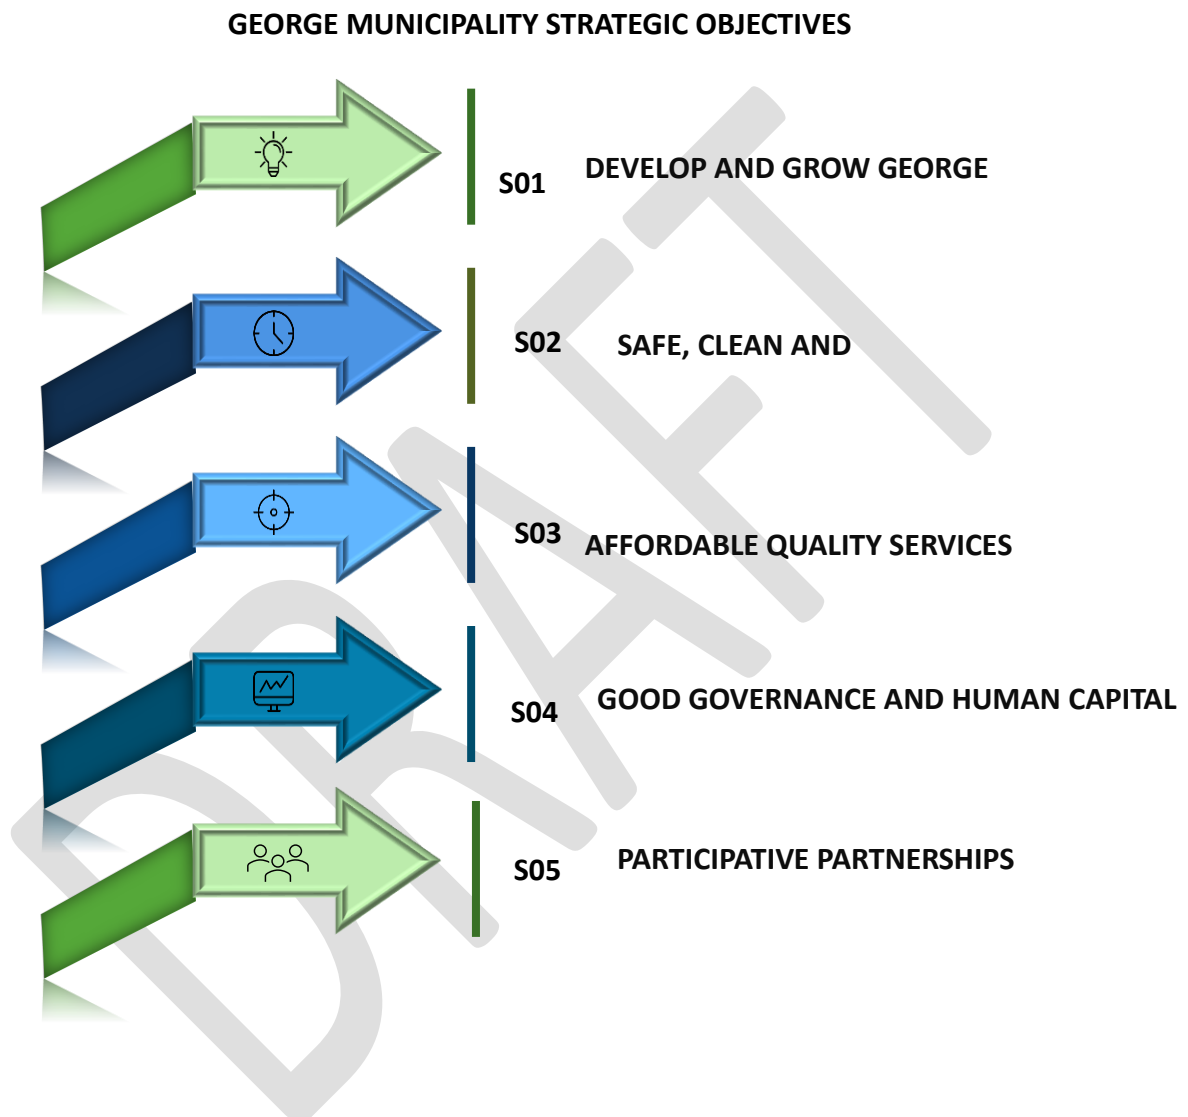 GEORGE MUNICIPALITY STRATEGIC OBJECTIVES
S01 DEVELOP AND GROW GEORGE
S02 SAFE, CLEAN AND
S03 AFFORDABLE QUALITY SERVICES
S04 GOOD GOVERNANCE AND HUMAN CAPITAL
S05 PARTICIPATIVE PARTNERSHIPS
DRAFT